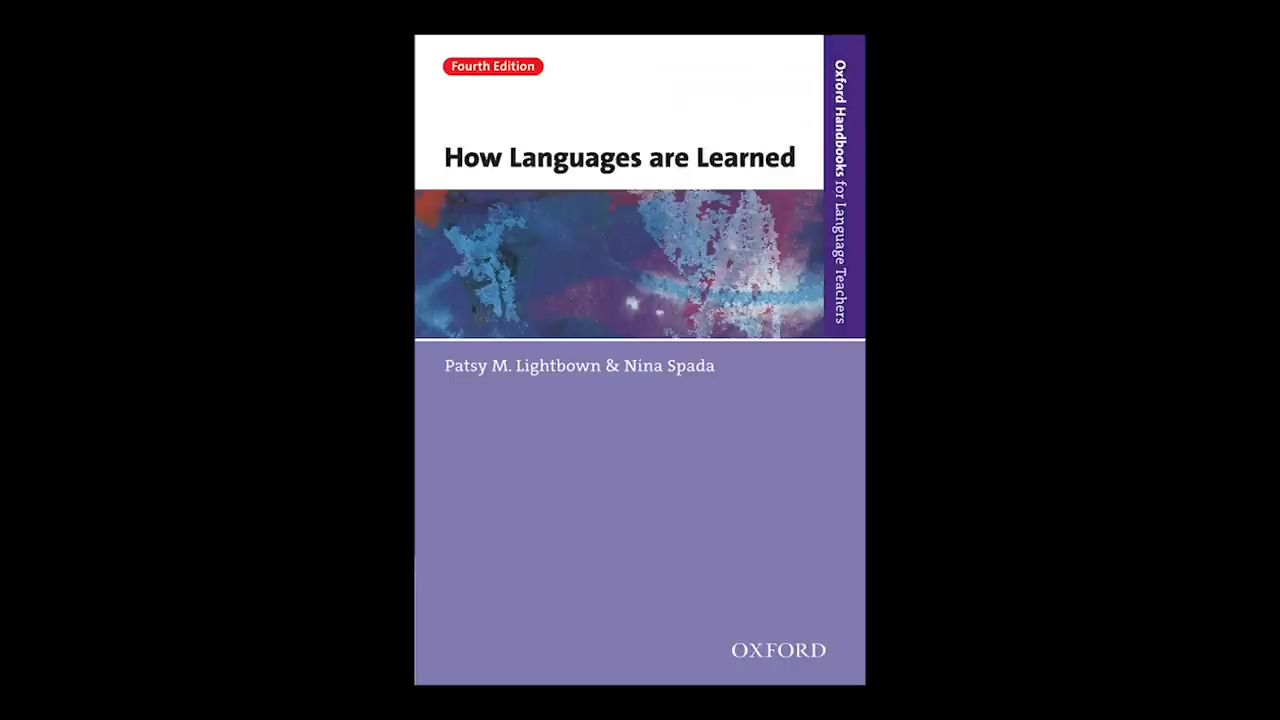 Fourth Edition
How Languages are Learned
Oxford Handbooks for Language Teachers
Patsy M. Lightbown & Nina Spada
OXFORD